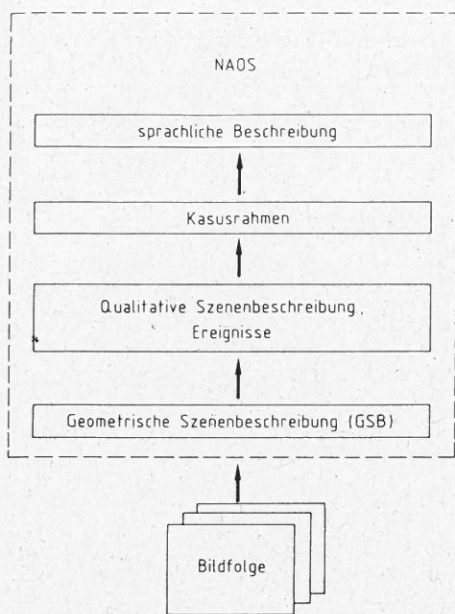 NAOS
sprachliche Beschreibung
Kasusrahmen
Qualitative Szenenbeschreibung,
Ereignisse
Geometrische Szenenbeschreibung (GSB)
Bildfolge